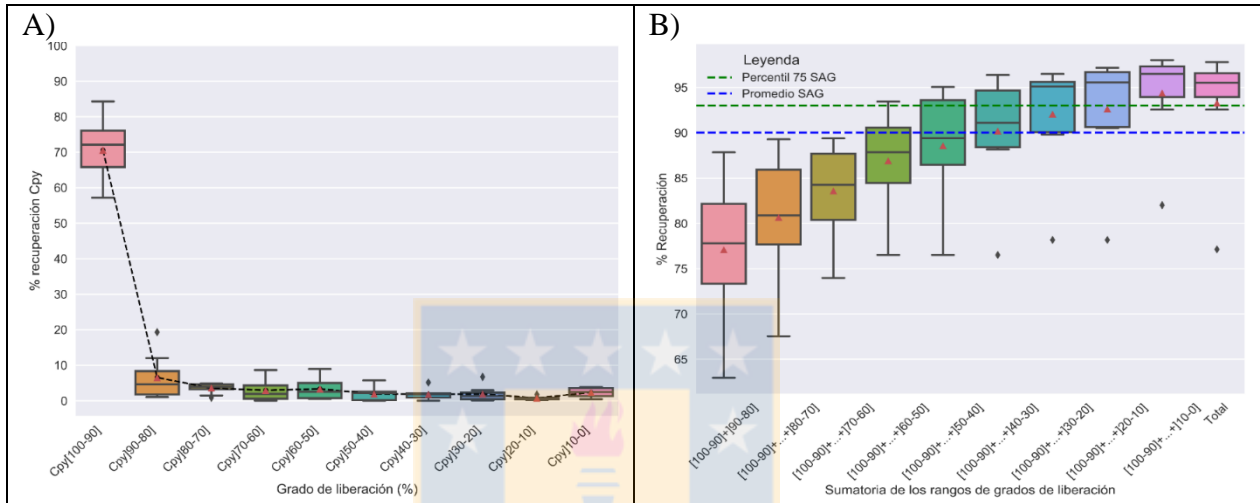 A)
100
90
80
70
60
50
40
30
20
10
0
% recuperación Cpy
Cpy[100-90]
Cpy]90-80]
Cpy]80-70]
Cpy]70-60]
Cpy]60-50]
Cpy]50-40]
Cpy]40-30]
Cpy]30-20]
Cpy]20-10]
Cpy]10-0]
Grado de liberación (%)
B)
Leyenda
Percentil 75 SAG
Promedio SAG
95
90
85
80
75
70
65
% Recuperación
[100-90]+]90-80]
[100-90]+...+]80-70]
[100-90]+...+]70-60]
[100-90]+...+]60-50]
[100-90]+...+]50-40]
[100-90]+...+]40-30]
[100-90]+...+]30-20]
[100-90]+...+]20-10]
[100-90]+...+]10-0]
Total
Sumatoria de los rangos de grados de liberación